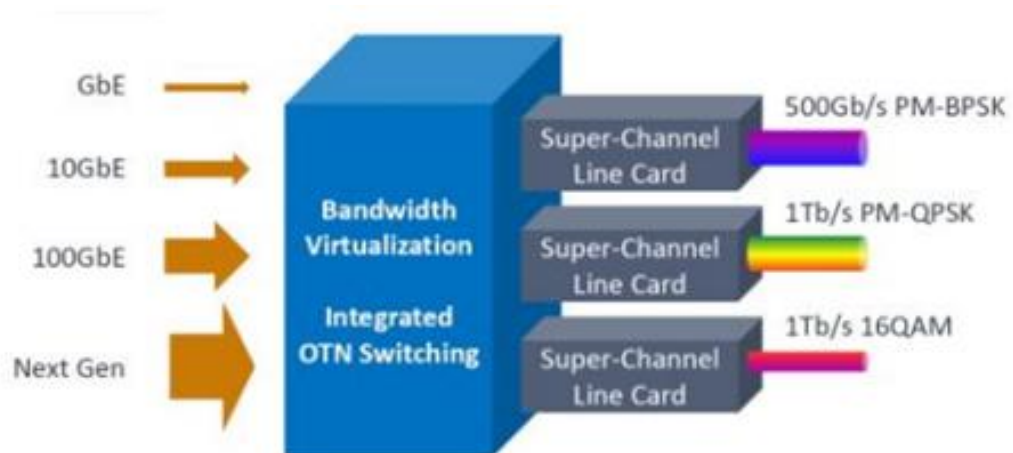 GbE
10GbE
100GbE
Next Gen
Bandwidth
Virtualization
Integrated
OTN Switching
Super-Channel
Line Card
500Gb/s PM-BPSK
Super-Channel
Line Card
1Tb/s PM-QPSK
Super-Channel
Line Card
1Tb/s 16QAM